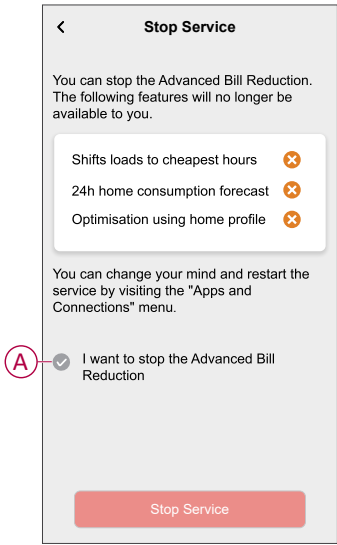 Stop Service
You can stop the Advanced Bill Reduction.
The following features will no longer be
available to you.
Shifts loads to cheapest hours
24h home consumption forecast
Optimisation using home profile
You can change your mind and restart the
service by visiting the "Apps and
Connections" menu.
A
I want to stop the Advanced Bill
Reduction
Stop Service